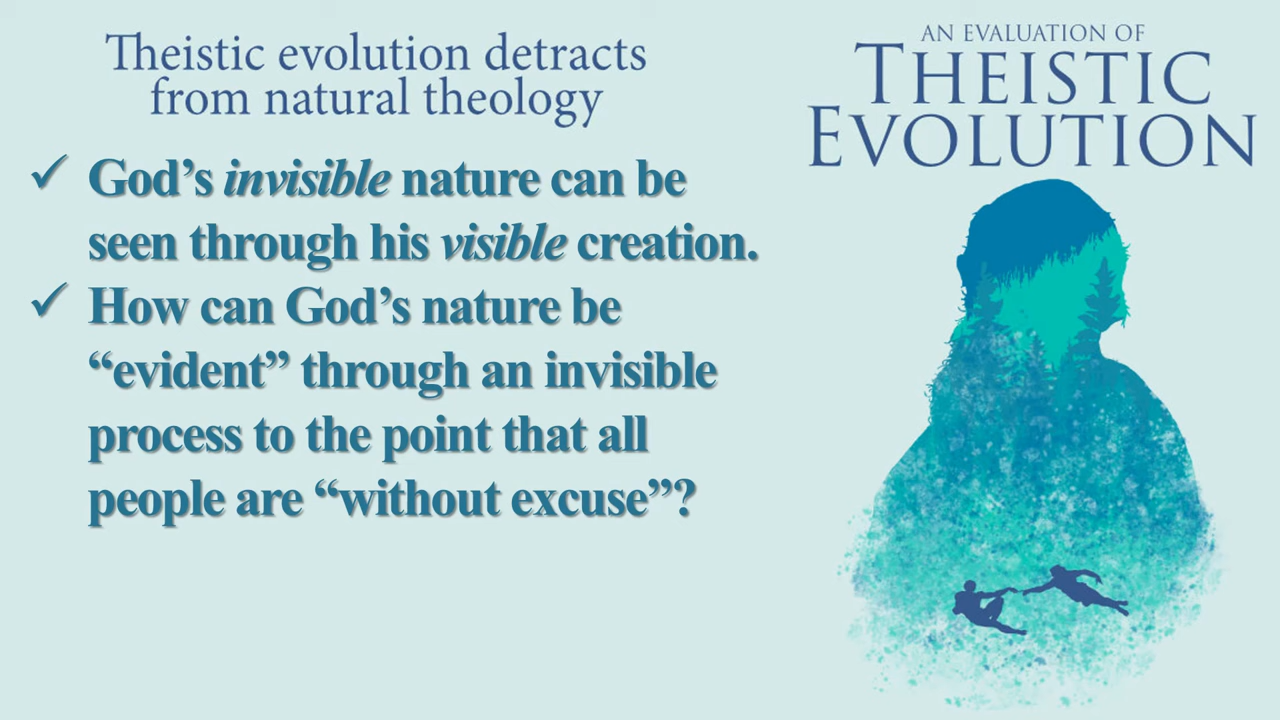 Theistic evolution detracts
from natural theology
✓ God’s invisible nature can be
seen through his visible creation.
✓ How can God’s nature be
“evident” through an invisible
process to the point that all
people are “without excuse”?
AN EVALUATION OF
THEISTIC
EVOLUTION